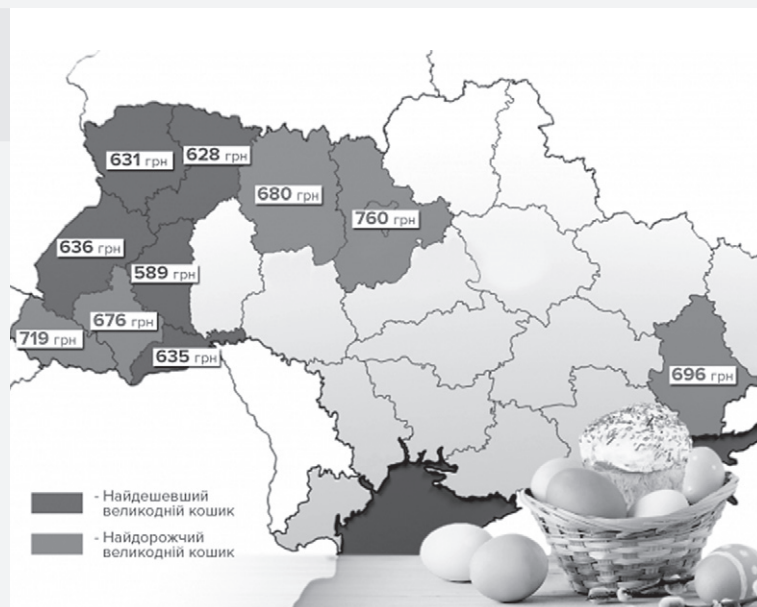 631 грн
628 грн
680 грн
760 грн
636 грн
589 грн
676 грн
719 грн
635 грн
696 грн
- Найдешевший
великодній кошик
- Найдорожчий
великодній кошик